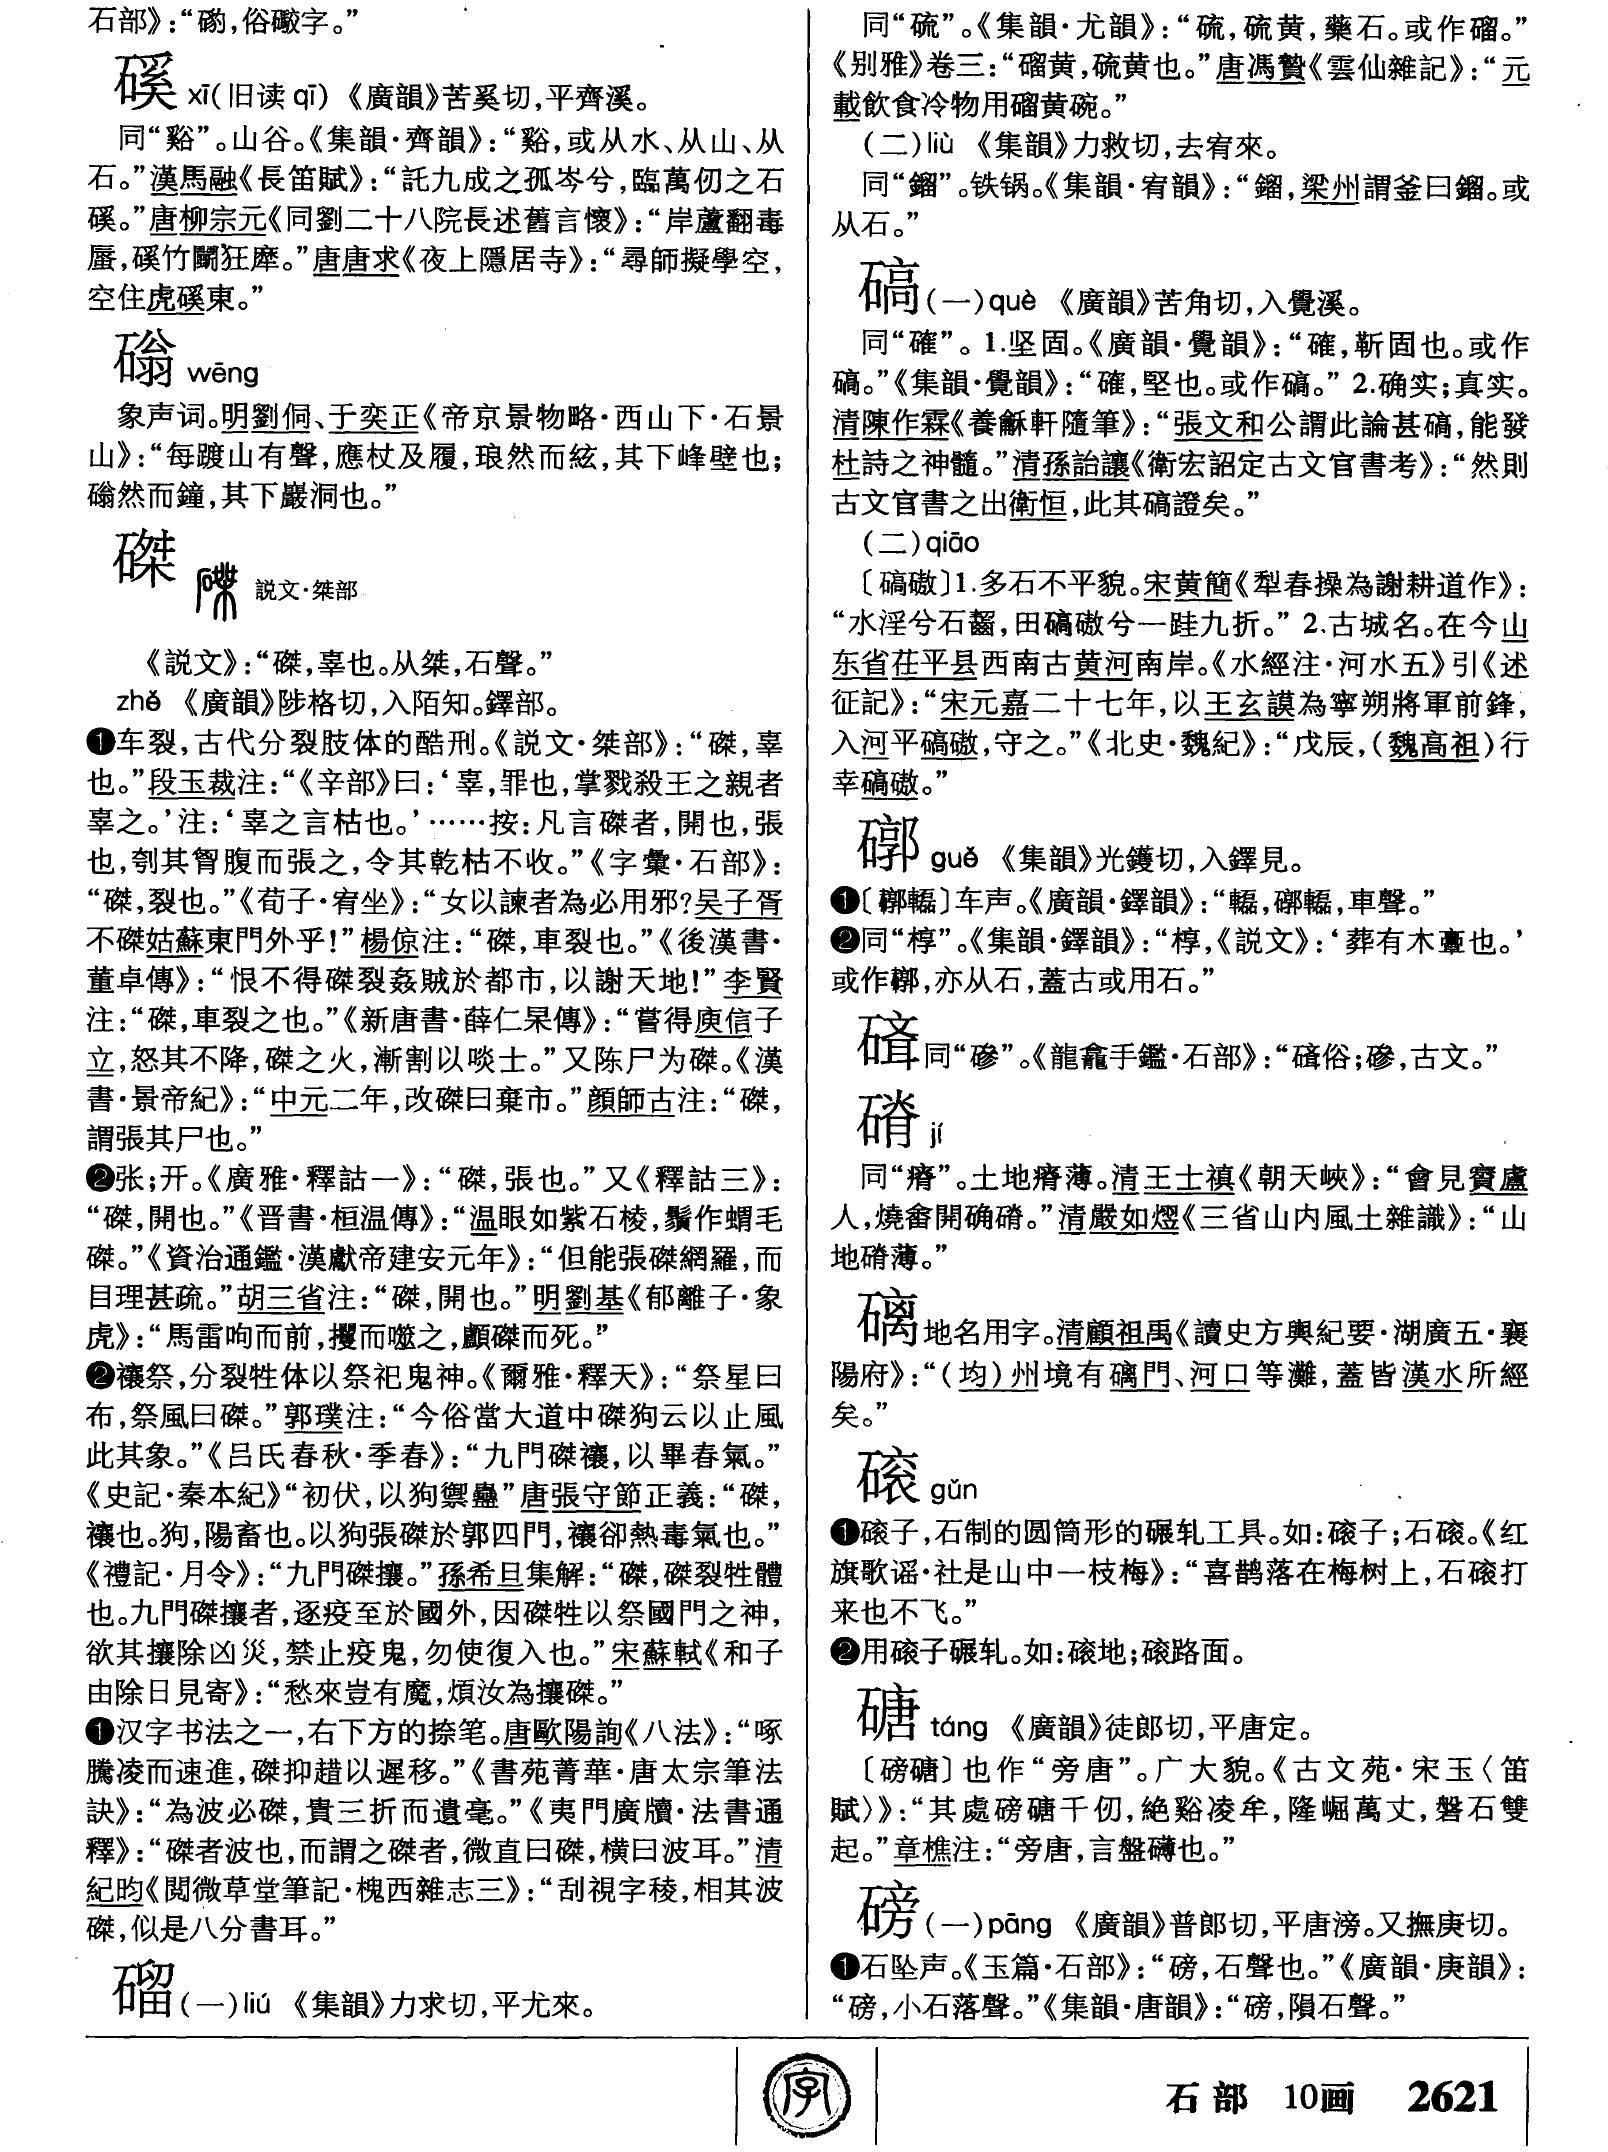 石部》：“硇，俗礮字。”
磎 xī（旧读 qī）《廣韻》苦奚切，平齊溪。
同“谿”。山谷。《集韻·齊韻》：“谿，或从水、从山、从
石。”漢馬融《長笛賦》：“託九成之孤岑兮，臨萬仞之石
磎。”唐柳宗元《同劉二十八院長述舊言懷》：“岸蘆翻毒
蜃，磎竹鬭狂犘。”唐唐求《夜上隱居寺》：“尋師擬學空，
空住虎磎東。”
䃗 wēng
象声词。明劉侗、于奕正《帝京景物略·西山下·石景
山》：“每踱山有聲，應杖及履，琅然而絃，其下峰壁也；
䃗然而鐘，其下巖洞也。”
磔
説文·桀部
《説文》：“磔，辜也。从桀，石聲。”
zhé 《廣韻》陟格切，入陌知。鐸部。
❶车裂，古代分裂肢体的酷刑。《説文·桀部》：“磔，辜
也。”段玉裁注：“《辛部》曰：‘辜，罪也，掌戮殺王之親者
辜之。’注：‘辜之言枯也。’……按：凡言磔者，開也，張
也，刳其胷腹而張之，令其乾枯不收。”《字彙·石部》：
“磔，裂也。”《荀子·宥坐》：“女以諫者為必用邪？吴子胥
不磔姑蘇東門外乎！”楊倞注：“磔，車裂也。”《後漢書·
董卓傳》：“恨不得磔裂姦賊於都市，以謝天地！”李賢
注：“磔，車裂之也。”《新唐書·薛仁杲傳》：“嘗得庾信子
立，怒其不降，磔之火，漸割以啖士。”又陈尸为磔。《漢
書·景帝紀》：“中元二年，改磔曰棄市。”顔師古注：“磔，
謂張其尸也。”
❷张；开。《廣雅·釋詁一》：“磔，張也。”又《釋詁三》：
“磔，開也。”《晋書·桓温傳》：“温眼如紫石棱，鬚作蝟毛
磔。”《資治通鑑·漢獻帝建安元年》：“但能張磔網羅，而
目理甚疏。”胡三省注：“磔，開也。”明劉基《郁離子·象
虎》：“馬雷呴而前，攫而噬之，顱磔而死。”
❷禳祭，分裂牲体以祭祀鬼神。《爾雅·釋天》：“祭星曰
布，祭風曰磔。”郭璞注：“今俗當大道中磔狗云以止風
此其象。”《吕氏春秋·季春》：“九門磔禳，以畢春氣。”
《史記·秦本紀》“初伏，以狗禦蠱”唐張守節正義：“磔，
禳也。狗，陽畜也。以狗張磔於郭四門，禳卻熱毒氣也。”
《禮記·月令》：“九門磔攘。”孫希旦集解：“磔，磔裂牲體
也。九門磔攘者，逐疫至於國外，因磔牲以祭國門之神，
欲其攘除凶災，禁止疫鬼，勿使復入也。”宋蘇軾《和子
由除日見寄》：“愁來豈有魔，煩汝為攘磔。”
❶汉字书法之一，右下方的捺笔。唐歐陽詢《八法》：“啄
騰凌而速進，磔抑趞以遲移。”《書苑菁華·唐太宗筆法
訣》：“為波必磔，貴三折而遺毫。”《夷門廣牘·法書通
釋》：“磔者波也，而謂之磔者，微直曰磔，横曰波耳。”清
紀昀《閲微草堂筆記·槐西雜志三》：“刮視字稜，相其波
磔，似是八分書耳。”
磂（一）liú 《集韻》力求切，平尤來。
同“硫”。《集韻·尤韻》：“硫，硫黄，藥石。或作磂。”
《别雅》卷三：“磂黄，硫黄也。”唐馮贄《雲仙雜記》：“元
載飲食冷物用磂黄碗。”
（二）liù 《集韻》力救切，去宥來。
同“鎦”。铁锅。《集韻·宥韻》：“鎦，梁州謂釜曰鎦。或
从石。”
碻（一）què 《廣韻》苦角切，入覺溪。
同“確”。1.坚固。《廣韻·覺韻》：“確，靳固也。或作
碻。”《集韻·覺韻》：“確，堅也。或作碻。”2.确实；真实。
清陳作霖《養龢軒隨筆》：“張文和公謂此論甚碻，能發
杜詩之神髓。”清孫詒讓《衛宏詔定古文官書考》：“然則
古文官書之出衛恒，此其碻證矣。”
（二）qiāo
〔碻磝〕1.多石不平貌。宋黄簡《犁春操為謝耕道作》：
“水淫兮石齧，田碻磝兮一跬九折。”2.古城名。在今山
东省茌平县西南古黄河南岸。《水經注·河水五》引《述
征記》：“宋元嘉二十七年，以王玄謨為寧朔將軍前鋒，
入河平碻磝，守之。”《北史·魏紀》：“戊辰，（魏高祖）行
幸碻磝。”
𥕖 guǒ 《集韻》光鑊切，入鐸見。
❶〔𥕖輼〕车声。《廣韻·鐸韻》：“輼，𥕖輼，車聲。”
❷同“椁”。《集韻·鐸韻》：“椁，《説文》：‘葬有木𩫏也。’
或作槨，亦从石，蓋古或用石。”
同“磣”。《龍龕手鑑·石部》：“俗；磣，古文。”
jí
同“瘠”。土地瘠薄。清王士禛《朝天峽》：“會見賨盧
人，燒畬開确䃈。”清嚴如熤《三省山内風土雜識》：“山
地䃈薄。”
𥕥地名用字。清顧祖禹《讀史方輿紀要·湖廣五·襄
陽府》：“（均）州境有𥕥門、河口等灘，蓋皆漢水所經
矣。”
磙 gǔn
❶磙子，石制的圆筒形的碾轧工具。如：磙子；石磙。《红
旗歌谣·社是山中一枝梅》：“喜鹊落在梅树上，石磙打
来也不飞。”
❷用磙子碾轧。如：磙地；磙路面。
磄 táng 《廣韻》徒郎切，平唐定。
〔磅磄〕也作“旁唐”。广大貌。《古文苑·宋玉〈笛
賦〉》：“其處磅磄千仞，絶谿凌牟，隆崛萬丈，磐石雙
起。”章樵注：“旁唐，言盤礴也。”
磅（一）pāng 《廣韻》普郎切，平唐滂。又撫庚切。
❶石坠声。《玉篇·石部》：“磅，石聲也。”《廣韻·庚韻》：
“磅，小石落聲。”《集韻·唐韻》：“磅，隕石聲。”
字
石部 10画 2621